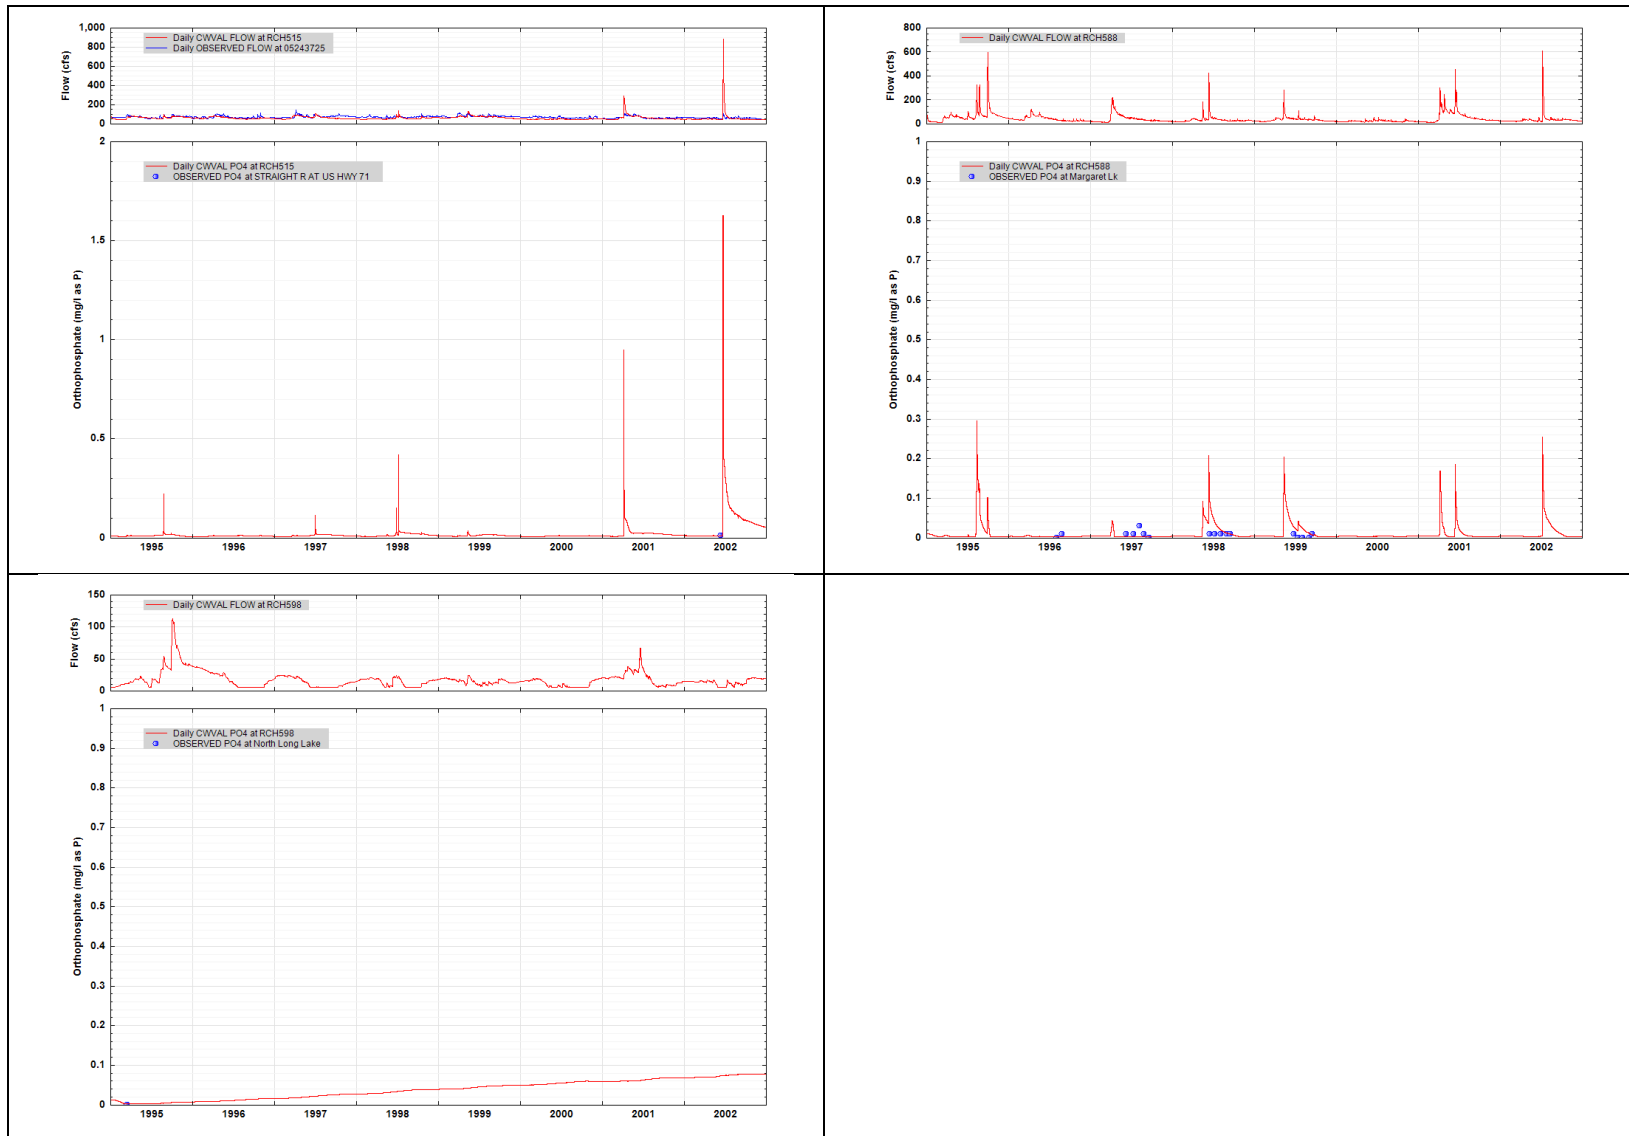 Daily CWVAL FLOW at RCH515
Daily OBSERVED FLOW at 05243725
Flow (cfs)
1,000
800
600
400
200
0
Daily CWVAL PO4 at RCH515
OBSERVED PO4 at STRAIGHT R AT US HWY 71
Orthophosphate (mg/l as P)
2
1.5
1
0.5
0
1995 1996 1997 1998 1999 2000 2001 2002
Daily CWVAL FLOW at RCH588
Flow (cfs)
800
600
400
200
0
Daily CWVAL PO4 at RCH588
OBSERVED PO4 at Margaret Lk
Orthophosphate (mg/l as P)
1
0.9
0.8
0.7
0.6
0.5
0.4
0.3
0.2
0.1
0
1995 1996 1997 1998 1999 2000 2001 2002
Daily CWVAL FLOW at RCH598
Flow (cfs)
150
100
50
0
Daily CWVAL PO4 at RCH598
OBSERVED PO4 at North Long Lake
Orthophosphate (mg/l as P)
1
0.9
0.8
0.7
0.6
0.5
0.4
0.3
0.2
0.1
0
1995 1996 1997 1998 1999 2000 2001 2002